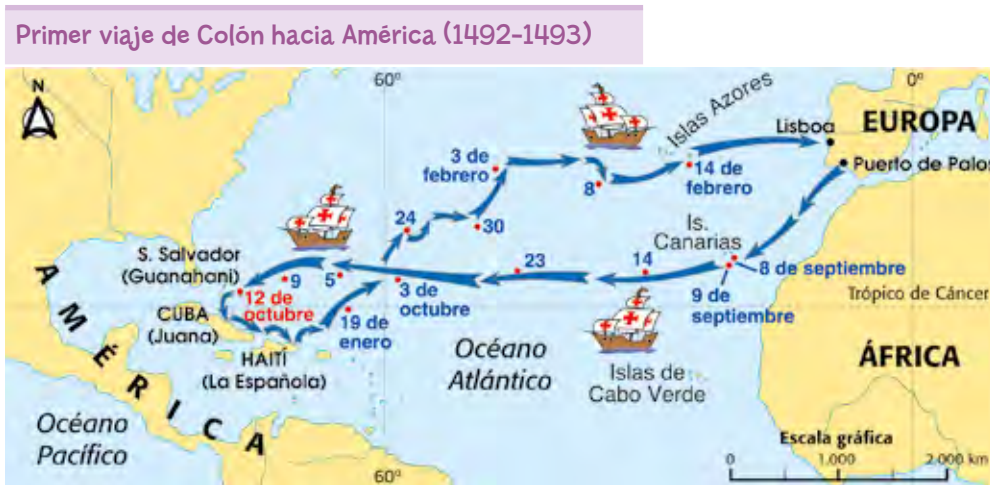 Primer viaje de Colón hacia América (1492-1493)
N
60°
0°
Islas Azores
Lisboa
EUROPA
Puerto de Palos
3 de
febrero
8
14 de
febrero
24
30
Is.
Canarias
S. Salvador
(Guanahani)
9
5
23
14
8 de septiembre
12 de
octubre
3 de
octubre
9 de
septiembre
Trópico de Cáncer
CUBA
(Juana)
19 de
enero
HAITÍ
(La Española)
Océano
Atlántico
Islas de
Cabo Verde
ÁFRICA
AMÉRICA
Océano
Pacífico
60°
Escala gráfica
0 1.000 2.000 km